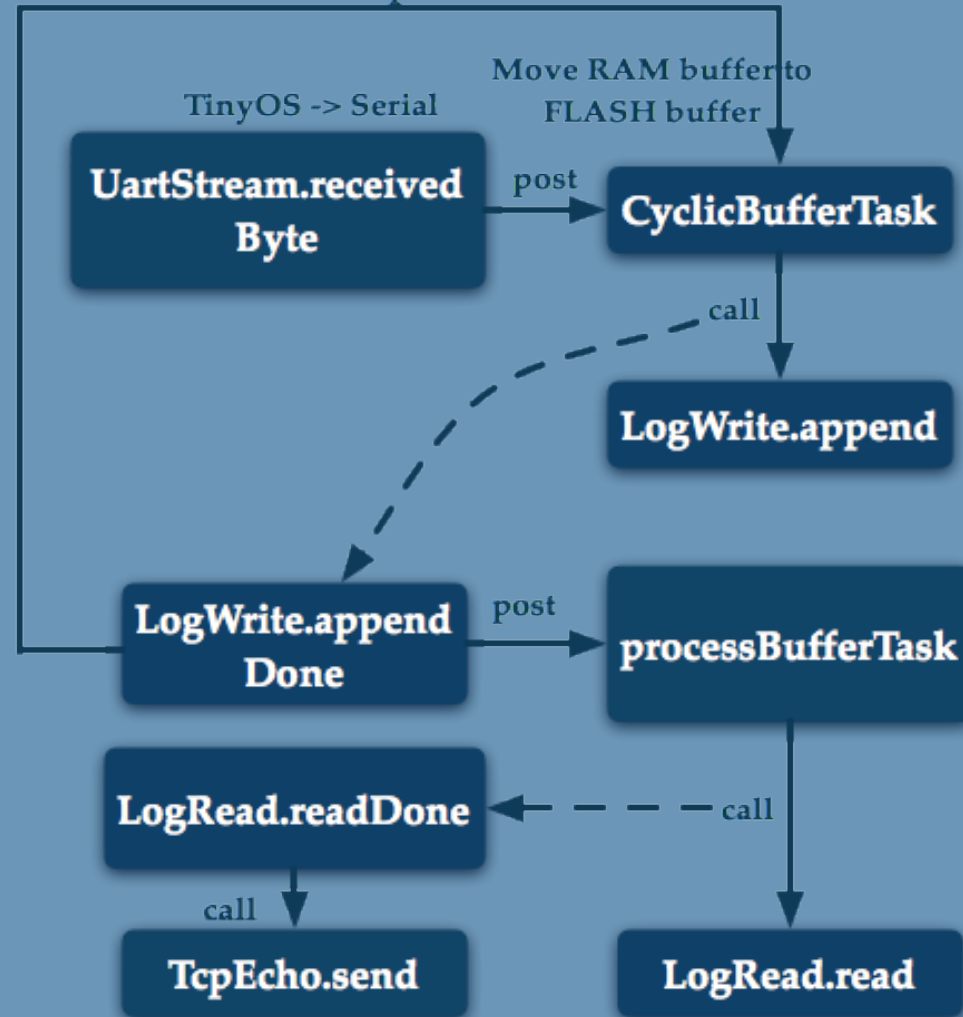 Move RAM buffer to
FLASH buffer
TinyOS -> Serial
UartStream.received
Byte
post
CyclicBufferTask
call
LogWrite.append
LogWrite.append
Done
post
processBufferTask
LogRead.readDone
call
call
TcpEcho.send
LogRead.read